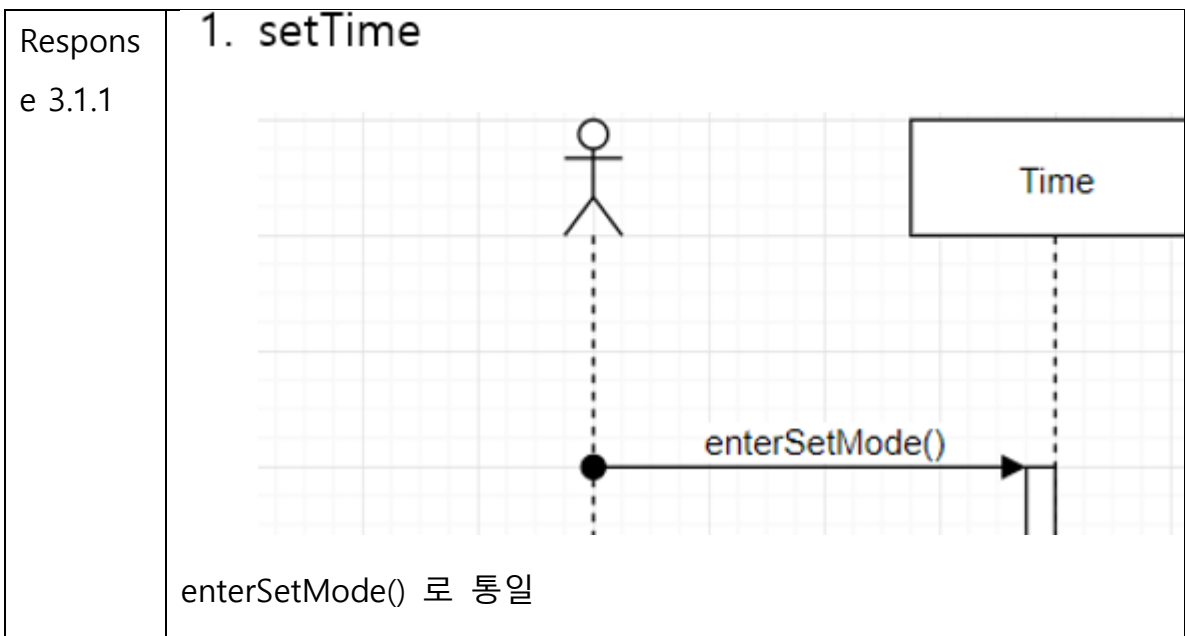 Respons
e 3.1.1
1. setTime
Time
enterSetMode()
enterSetMode() 로 통일